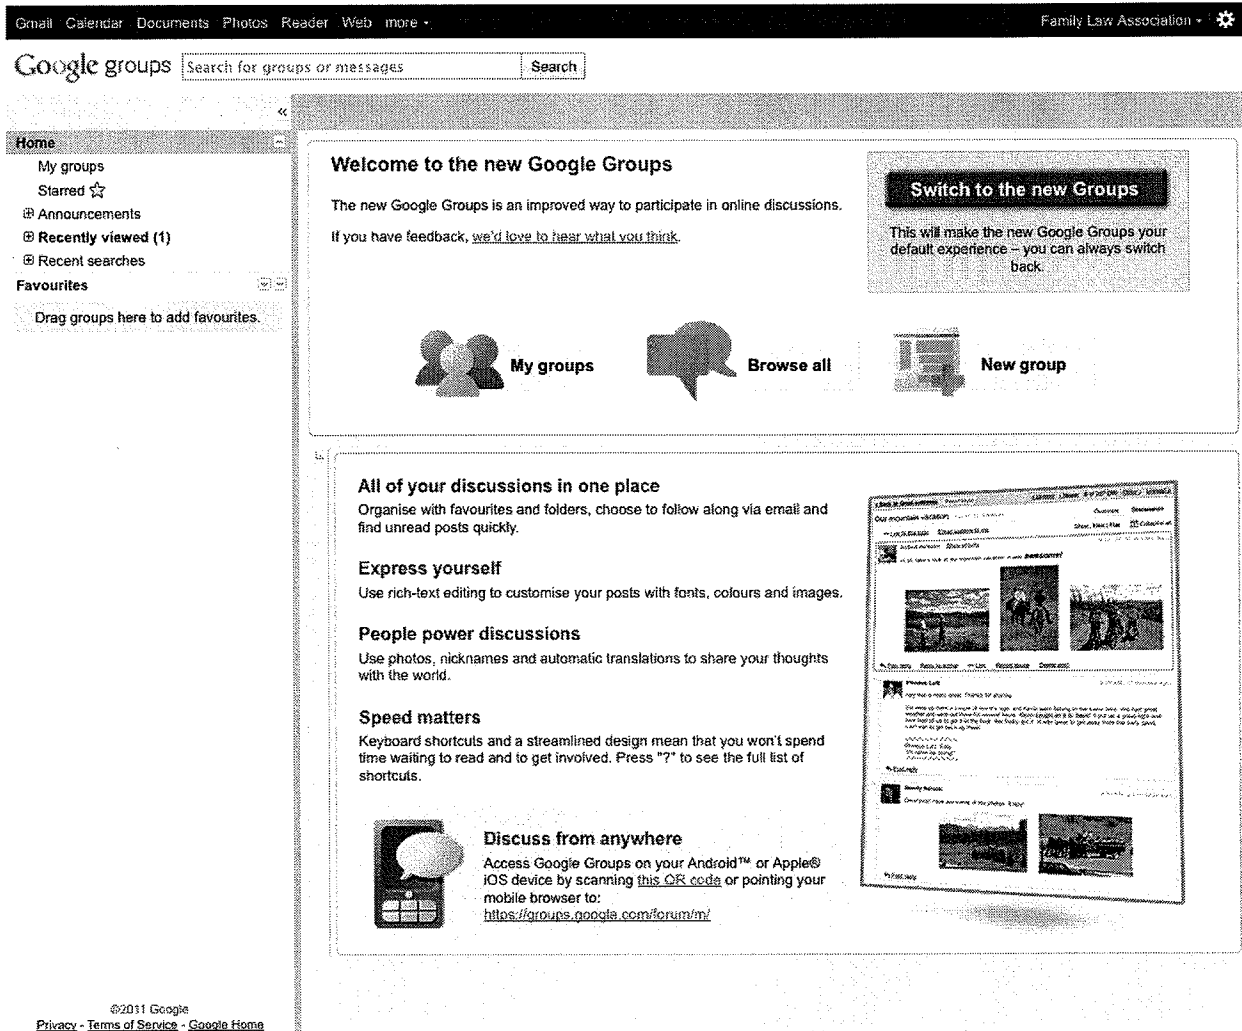 Gmail Calendar Documents Photos Reader Web more
Family Law Association
Google groups
Search for groups or messages
Search
«
Home
My groups
Starred
Announcements
Recently viewed (1)
Recent searches
Favourites
Drag groups here to add favourites.
Welcome to the new Google Groups
The new Google Groups is an improved way to participate in online discussions.
If you have feedback, we'd love to hear what you think.
Switch to the new Groups
This will make the new Google Groups your
default experience – you can always switch
back.
My groups
Browse all
New group
All of your discussions in one place
Organise with favourites and folders, choose to follow along via email and
find unread posts quickly.
Express yourself
Use rich-text editing to customise your posts with fonts, colours and images.
People power discussions
Use photos, nicknames and automatic translations to share your thoughts
with the world.
Speed matters
Keyboard shortcuts and a streamlined design mean that you won't spend
time waiting to read and to get involved. Press "?" to see the full list of
shortcuts.
Discuss from anywhere
Access Google Groups on your Android™ or Apple®
iOS device by scanning this QR code or pointing your
mobile browser to:
https://groups.google.com/forum/m/
©2011 Google
Privacy - Terms of Service - Google Home